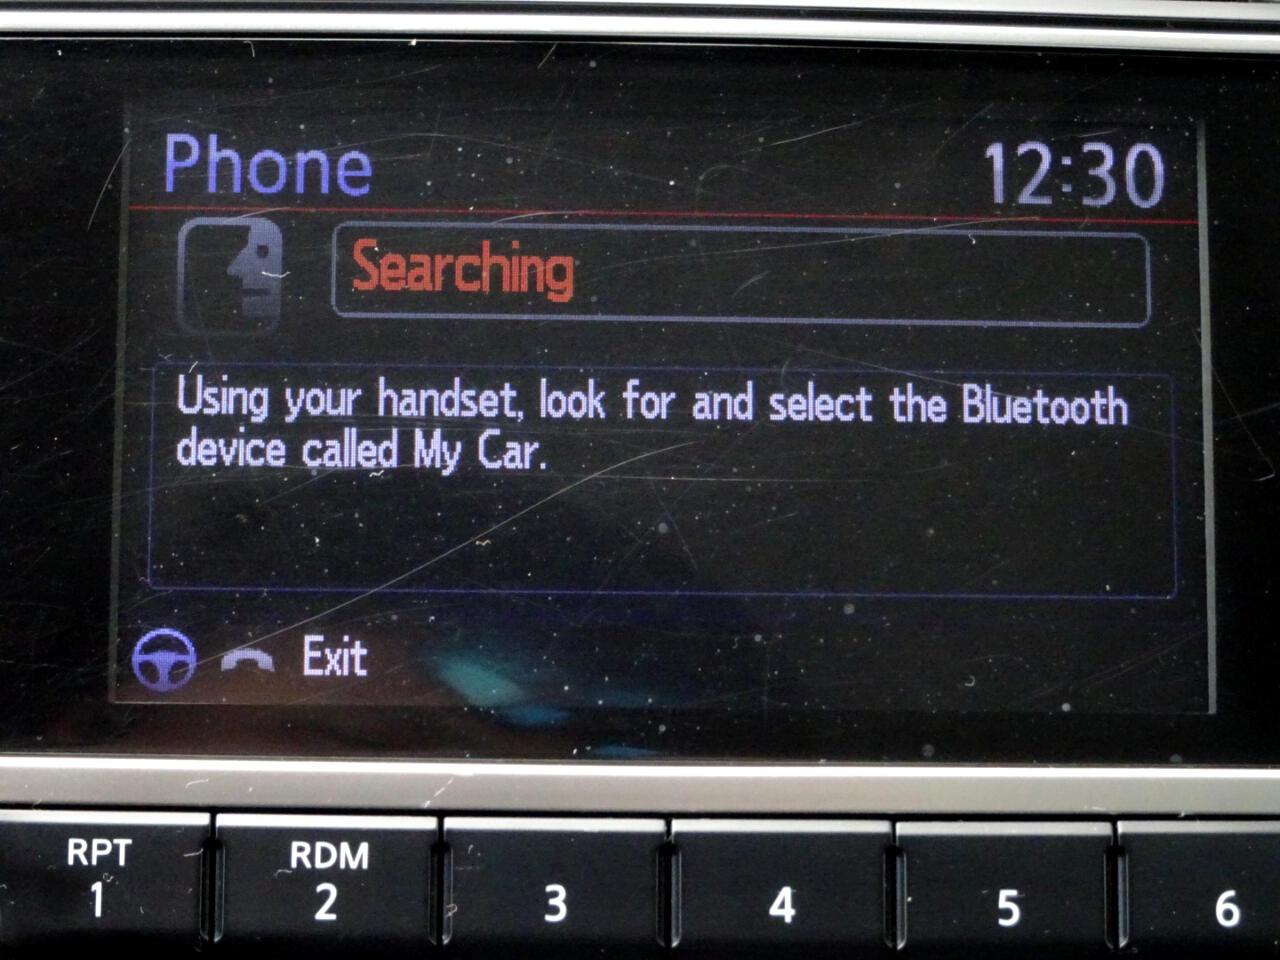 Phone 12:30
Searching
Using your handset, look for and select the Bluetooth
device called My Car.
Exit
RPT RDM
1 2 3 4 5 6